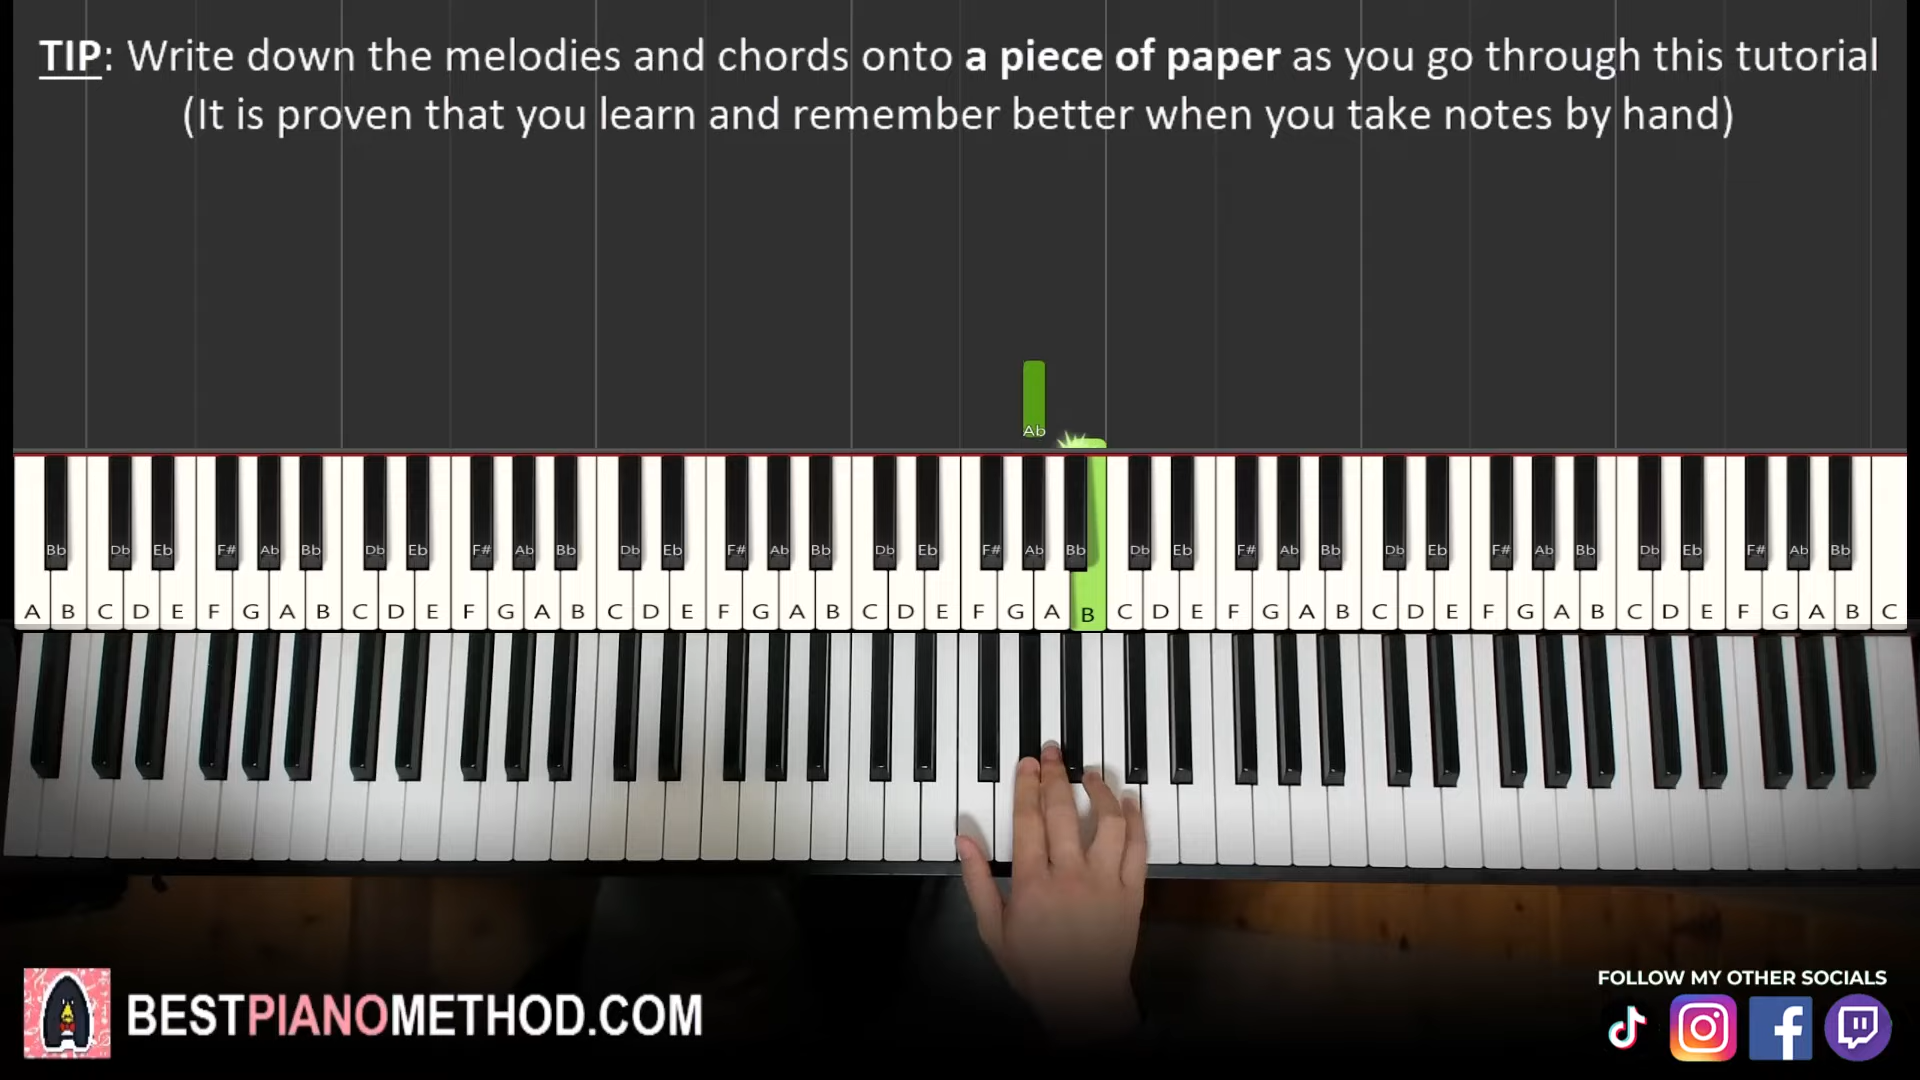 TIP: Write down the melodies and chords onto a piece of paper as you go through this tutorial
(It is proven that you learn and remember better when you take notes by hand)
Ab
Bb Db Eb F# Ab Bb Db Eb F# Ab Bb Db Eb F# Ab Bb Db Eb F# Ab Bb Db Eb F# Ab Bb Db Eb F# Ab Bb Db Eb F# Ab Bb
A B C D E F G A B C D E F G A B C D E F G A B C D E F G A B C D E F G A B C D E F G A B C D E F G A B C
FOLLOW MY OTHER SOCIALS
BESTPIANOMETHOD.COM